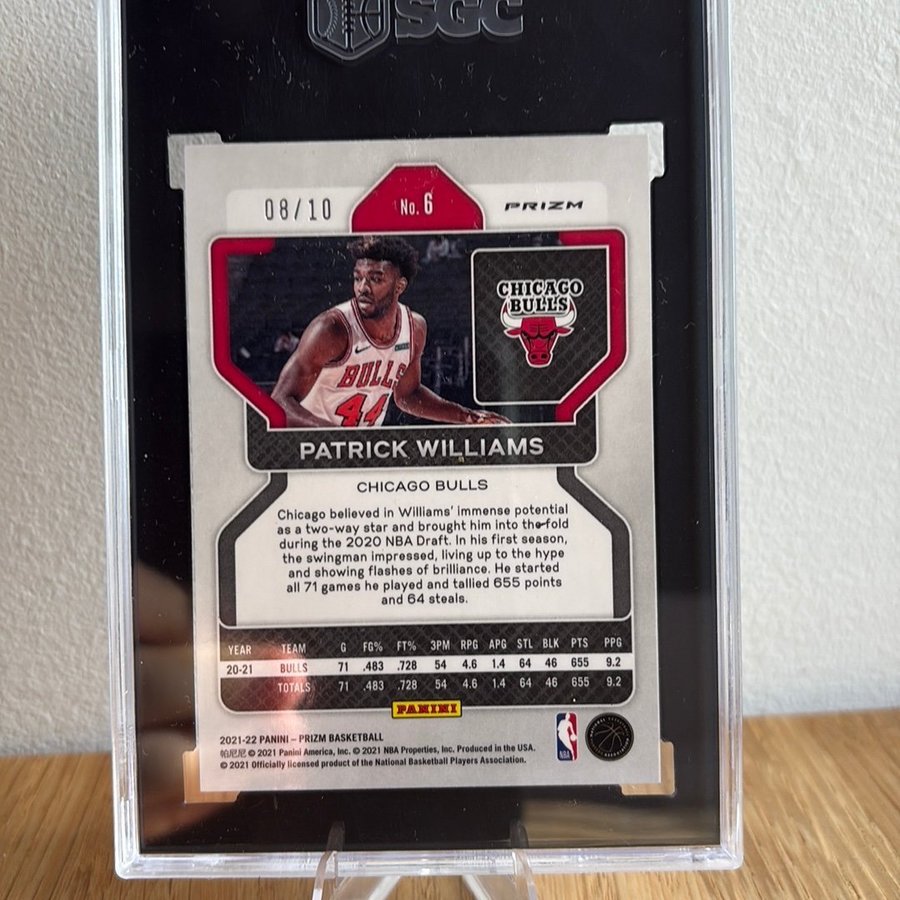 SGC
08/10
No. 6
PRIZM
CHICAGO
BULLS
BULLS
44
PATRICK WILLIAMS
CHICAGO BULLS
Chicago believed in Williams' immense potential
as a two-way star and brought him into the fold
during the 2020 NBA Draft. In his first season,
the swingman impressed, living up to the hype
and showing flashes of brilliance. He started
all 71 games he played and tallied 655 points
and 64 steals.
YEAR TEAM G FG% FT% 3PM RPG APG STL BLK PTS PPG
20-21 BULLS 71 .483 .728 54 4.6 1.4 64 46 655 9.2
TOTALS 71 .483 .728 54 4.6 1.4 64 46 655 9.2
PANINI
2021-22 PANINI – PRIZM BASKETBALL
帕尼尼 © 2021 Panini America, Inc. © 2021 NBA Properties, Inc. Produced in the USA.
© 2021 Officially licensed product of the National Basketball Players Association.
NBA